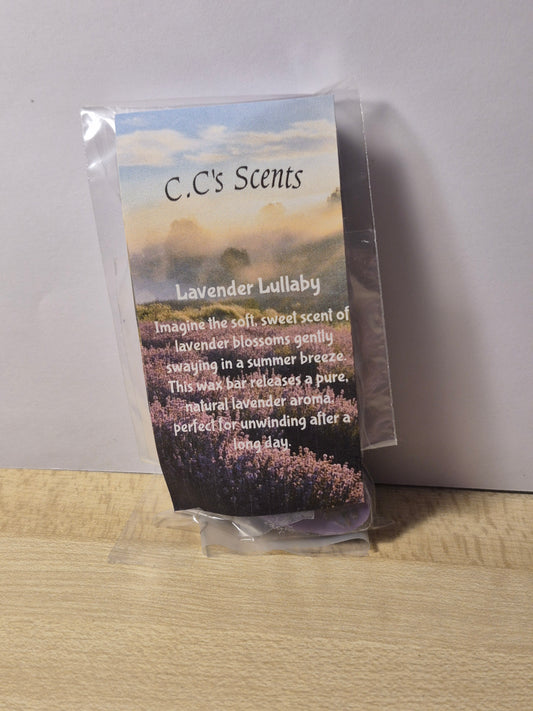 C.C's Scents
Lavender Lullaby
Imagine the soft, sweet scent of
lavender blossoms gently
swaying in a summer breeze.
This wax bar releases a pure,
natural lavender aroma,
perfect for unwinding after a
long day.